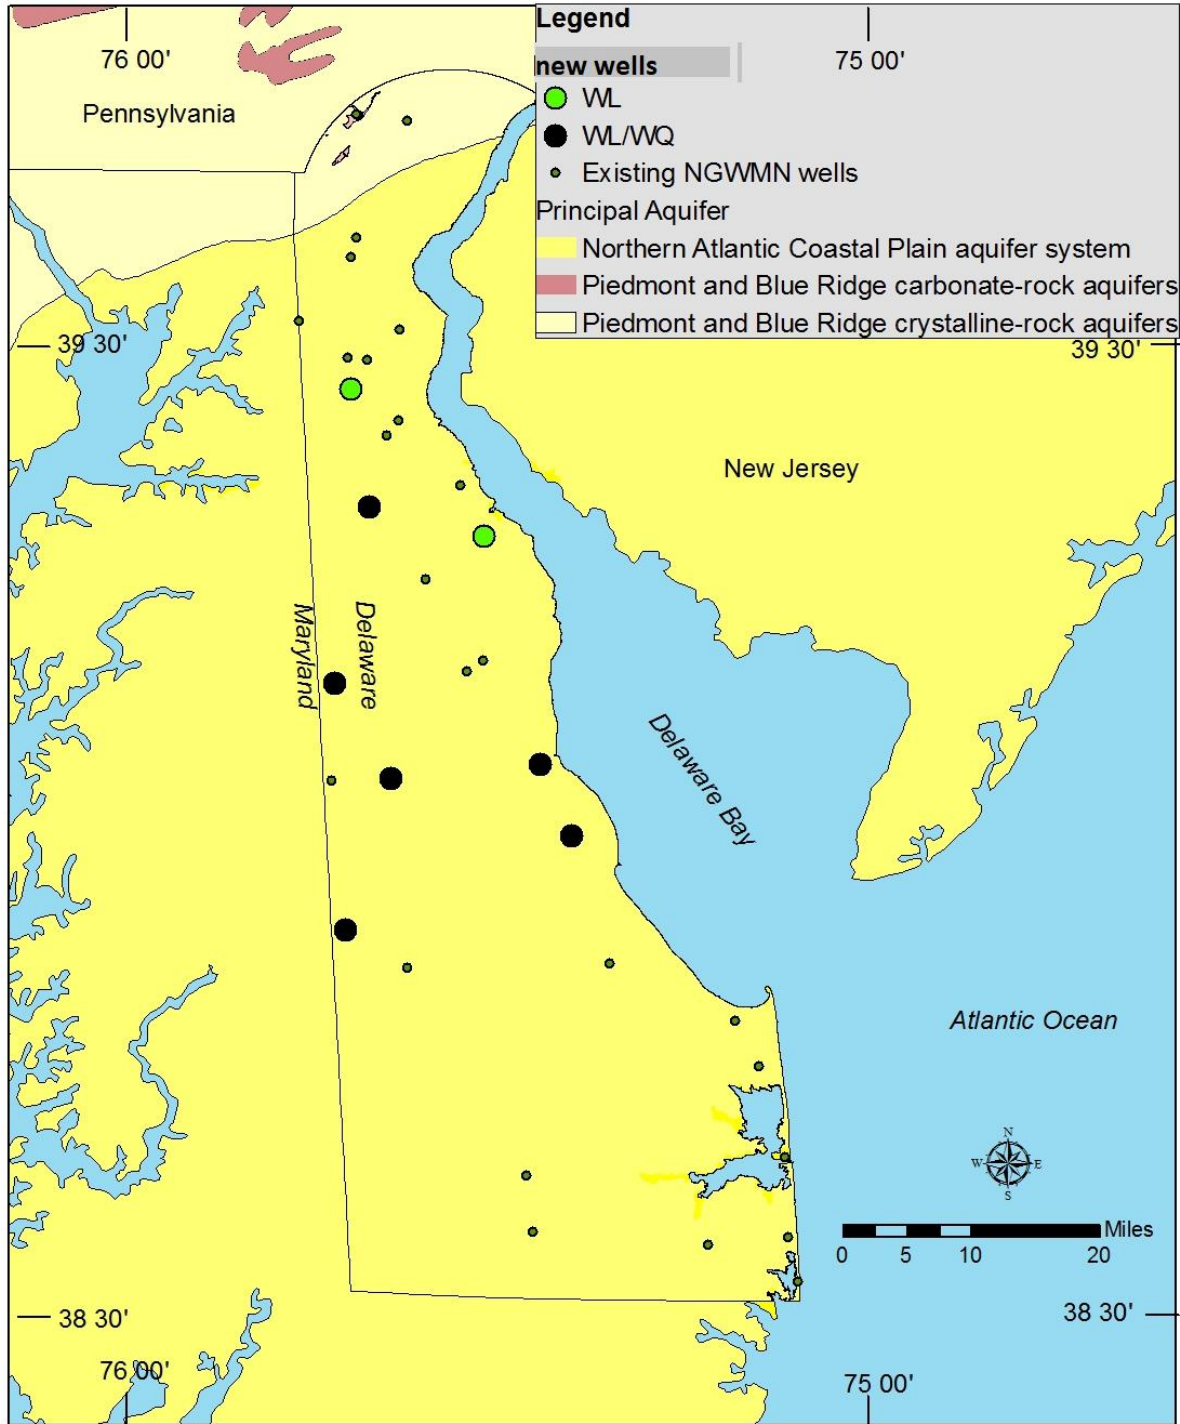 Legend
76 00'
75 00'
new wells
WL
Pennsylvania
WL/WQ
Existing NGWMN wells
Principal Aquifer
Northern Atlantic Coastal Plain aquifer system
Piedmont and Blue Ridge carbonate-rock aquifers
Piedmont and Blue Ridge crystalline-rock aquifers
39 30'
39 30'
New Jersey
Maryland
Delaware
Delaware Bay
Atlantic Ocean
N
W
E
S
Miles
0
5
10
20
38 30'
38 30'
76 00'
75 00'